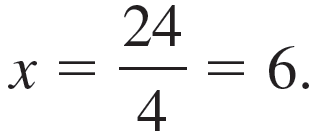 x = 24/4 = 6.